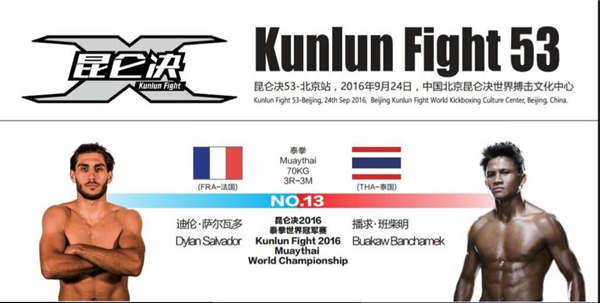 昆仑决
Kunlun Fight
Kunlun Fight 53
昆仑决53-北京站，2016年9月24日，中国北京昆仑决世界搏击文化中心
Kunlun Fight 53-Beijing, 24th Sep 2016, Beijing Kunlun Fight World Kickboxing Culture Center, Beijing, China.
泰拳
Muaythai
70KG
3R-3M
(FRA-法国)
(THA-泰国)
NO.13
迪伦·萨尔瓦多
Dylan Salvador
昆仑决2016
泰拳世界冠军赛
Kunlun Fight 2016
Muaythai
World Championship
播求·班柴明
Buakaw Banchamek